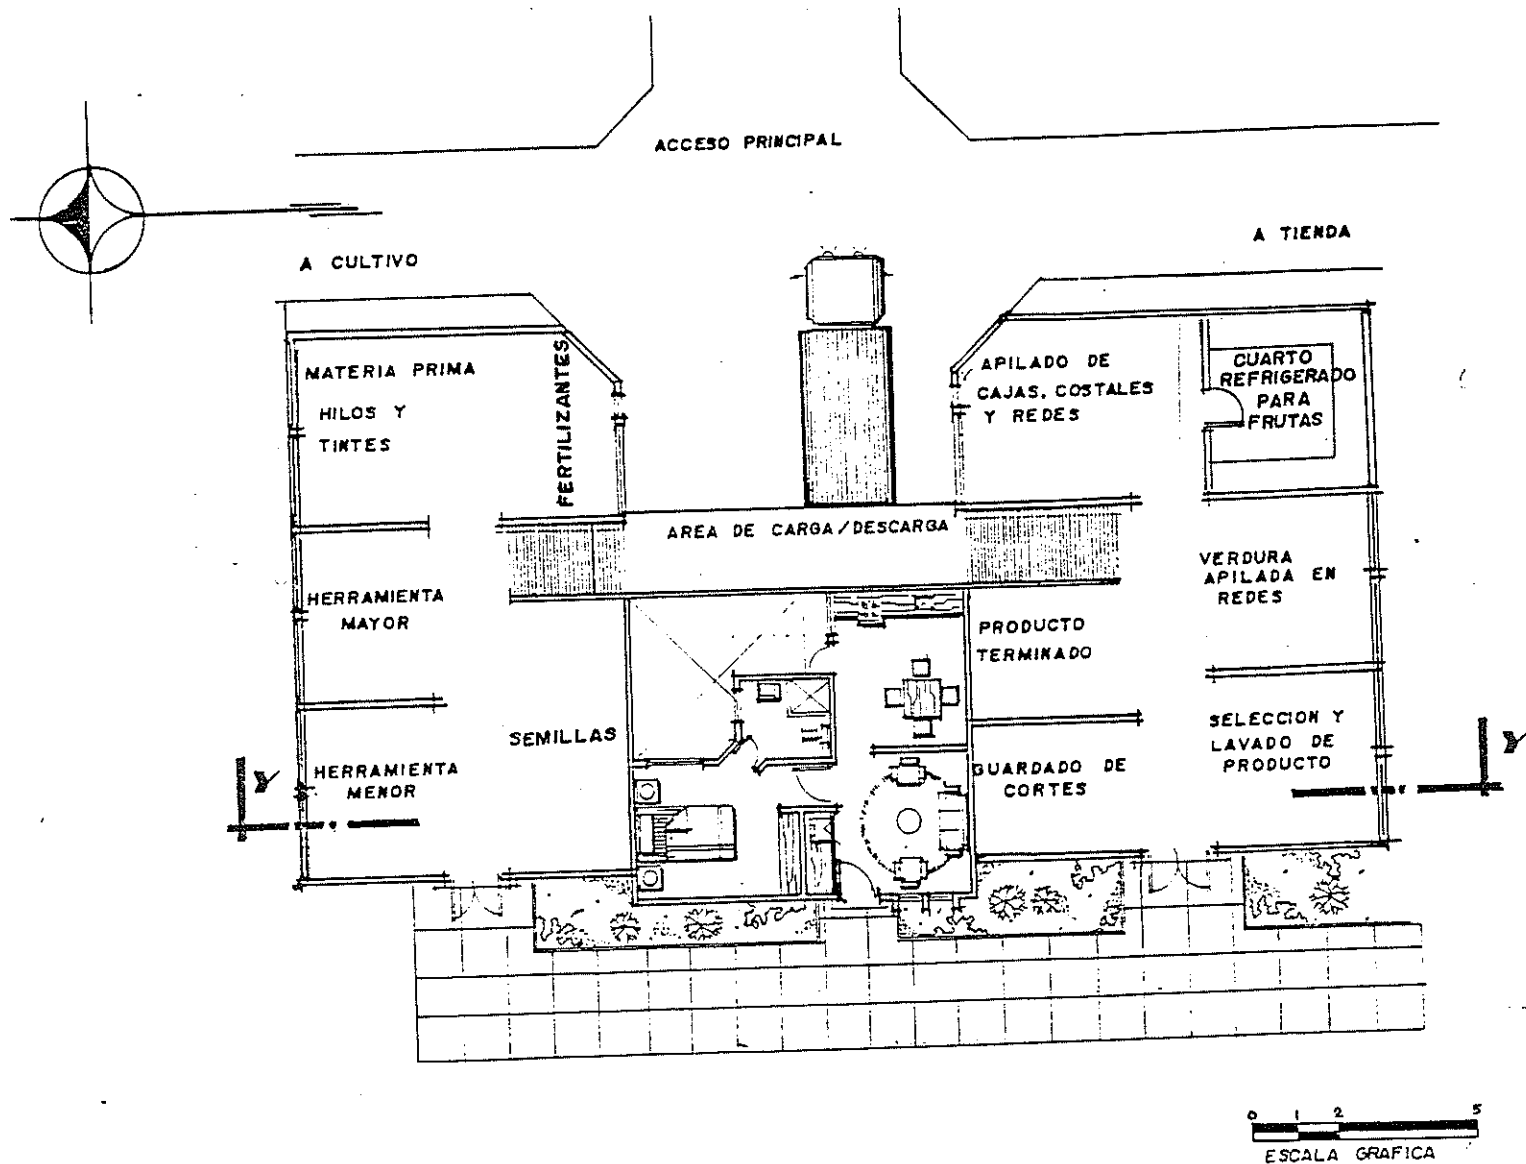 ACCESO PRINCIPAL
A CULTIVO
A TIENDA
MATERIA PRIMA
HILOS Y
TINTES
FERTILIZANTES
APILADO DE
CAJAS, COSTALES
Y REDES
CUARTO
REFRIGERADO
PARA
FRUTAS
AREA DE CARGA/DESCARGA
HERRAMIENTA
MAYOR
VERDURA
APILADA EN
REDES
PRODUCTO
TERMINADO
SEMILLAS
SELECCION Y
LAVADO DE
PRODUCTO
HERRAMIENTA
MENOR
GUARDADO DE
CORTES
Y
Y
0 1 2 5
ESCALA GRAFICA